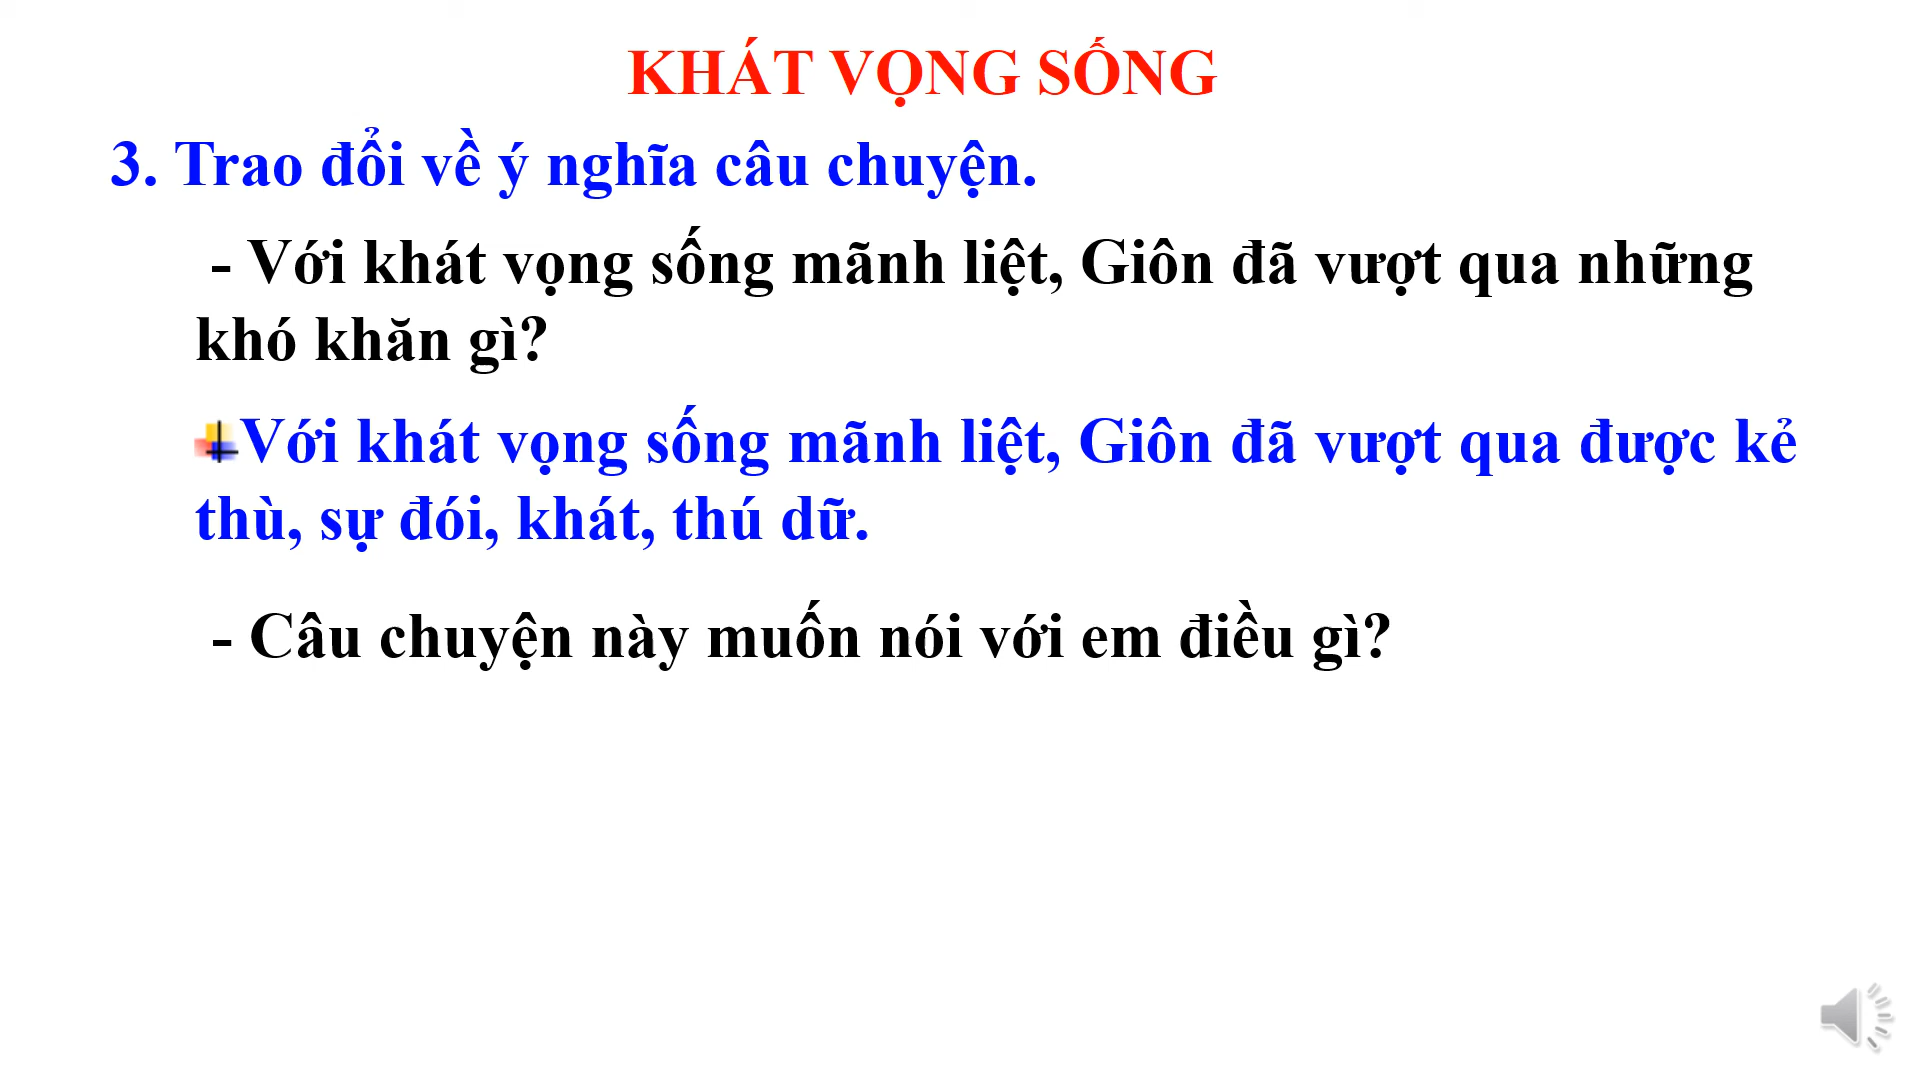 KHÁT VỌNG SỐNG
3. Trao đổi về ý nghĩa câu chuyện.
- Với khát vọng sống mãnh liệt, Giôn đã vượt qua những
khó khăn gì?
Với khát vọng sống mãnh liệt, Giôn đã vượt qua được kẻ
thù, sự đói, khát, thú dữ.
- Câu chuyện này muốn nói với em điều gì?